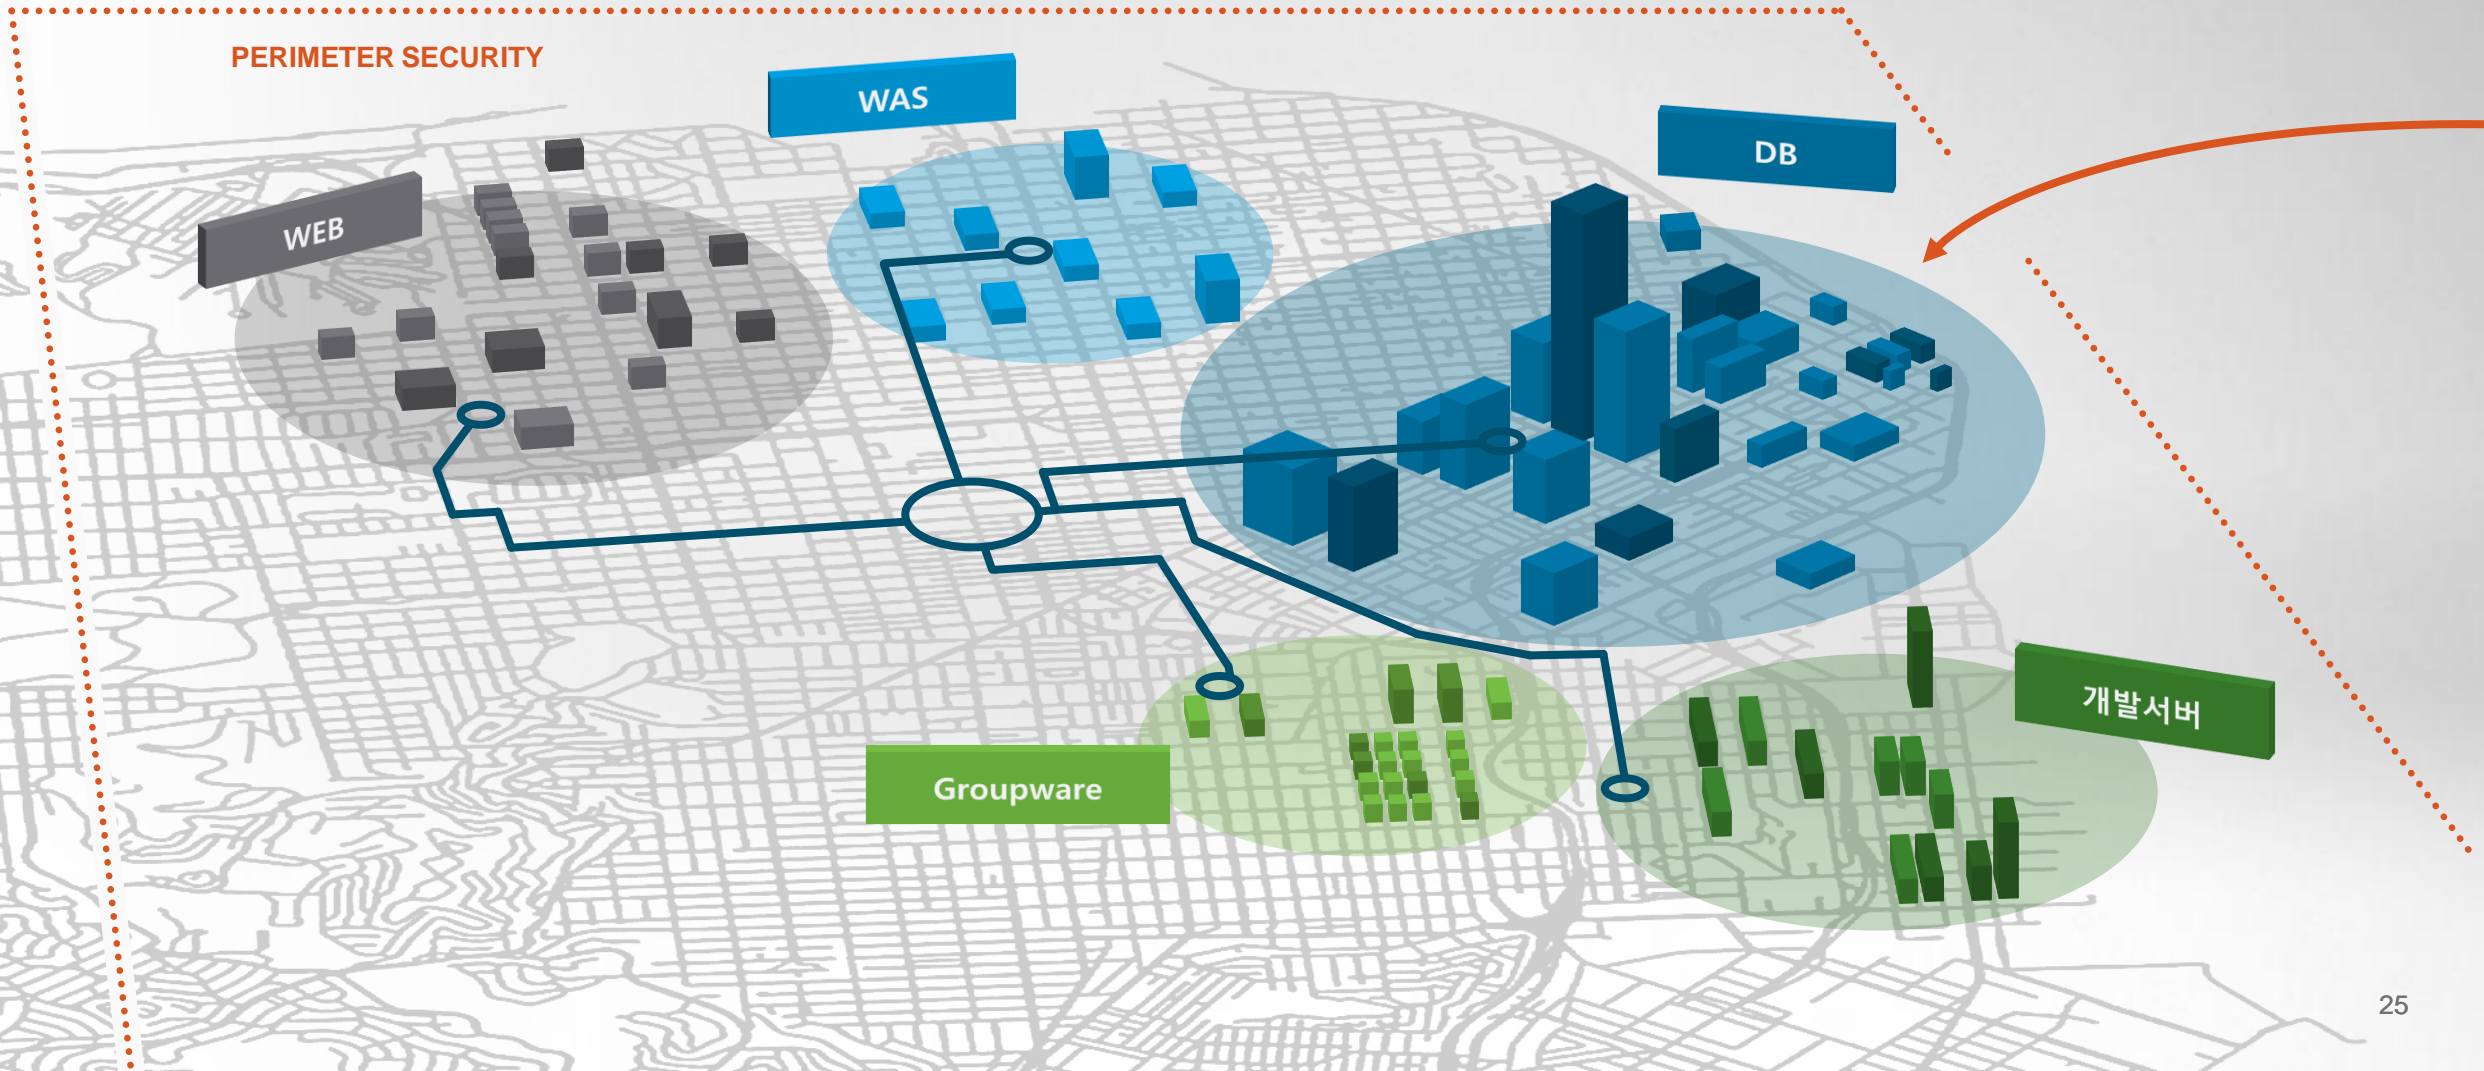 PERIMETER SECURITY
WAS
DB
WEB
개발서버
Groupware
25